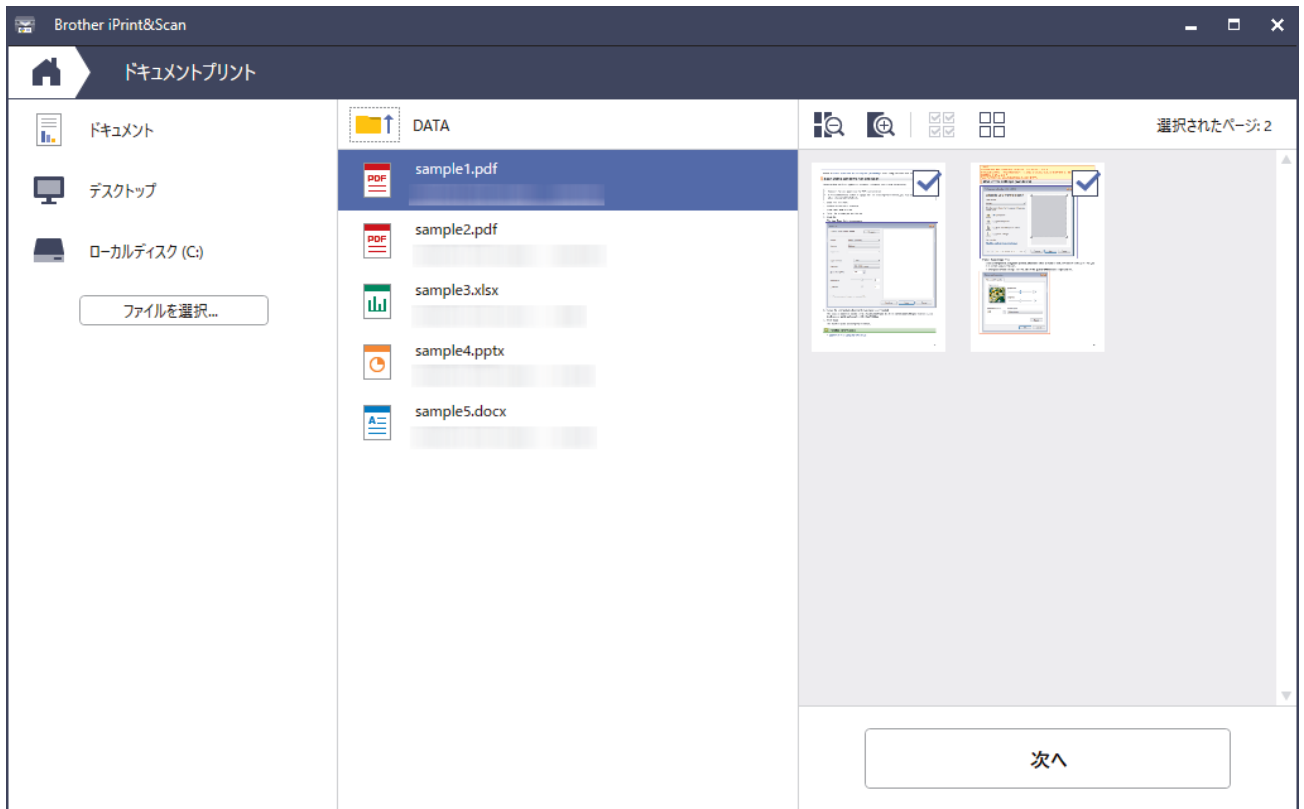 Brother iPrint&Scan
ドキュメントプリント
ドキュメント
デスクトップ
ローカルディスク (C:)
ファイルを選択...
DATA
PDF
sample1.pdf
PDF
sample2.pdf
sample3.xlsx
sample4.pptx
A
sample5.docx
選択されたページ: 2
次へ